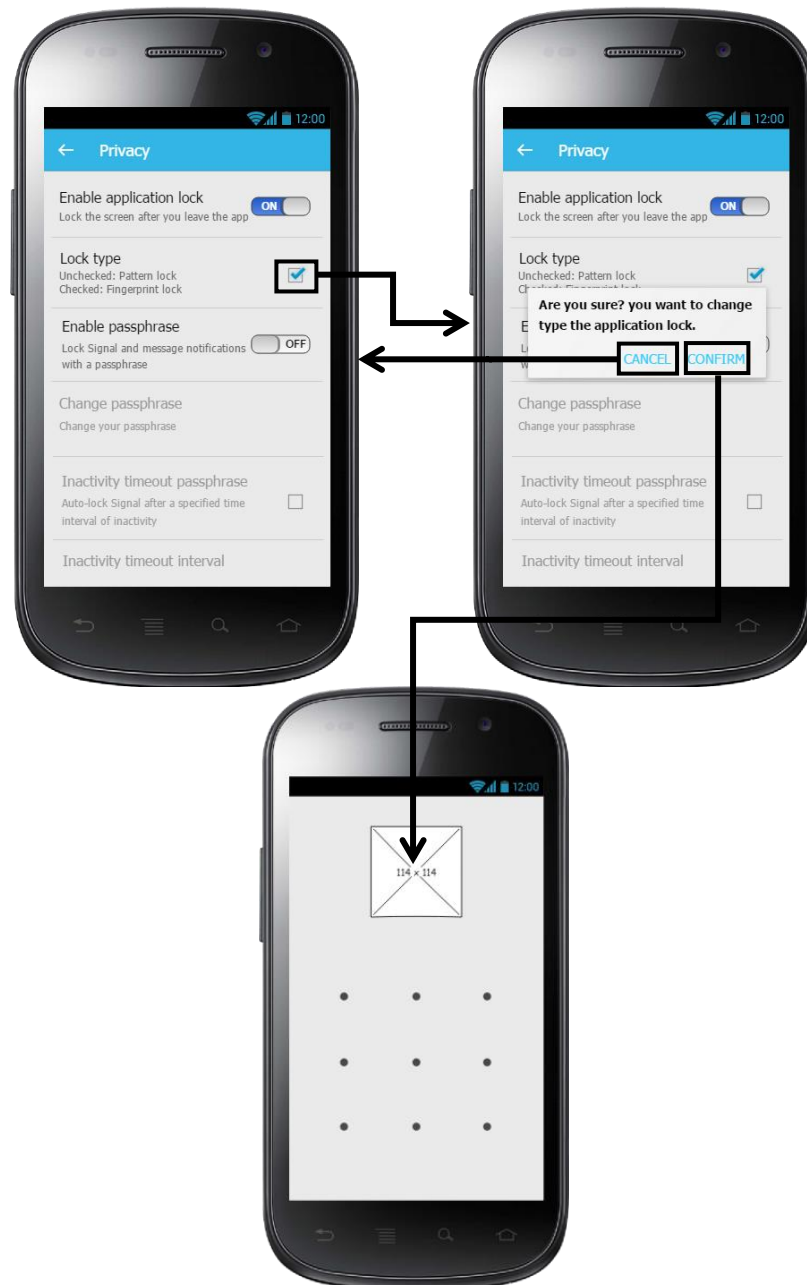 12:00
Privacy
Enable application lock
ON
Lock the screen after you leave the app
Lock type
Unchecked: Pattern lock
Checked: Fingerprint lock
Enable passphrase
Lock Signal and message notifications
OFF
with a passphrase
Change passphrase
Change your passphrase
Inactivity timeout passphrase
Auto-lock Signal after a specified time
interval of inactivity
Inactivity timeout interval
12:00
Privacy
Enable application lock
ON
Lock the screen after you leave the app
Lock type
Unchecked: Pattern lock
Are you sure? you want to change
type the application lock.
CANCEL CONFIRM
Change passphrase
Change your passphrase
Inactivity timeout passphrase
Auto-lock Signal after a specified time
interval of inactivity
Inactivity timeout interval
12:00
114 x 114